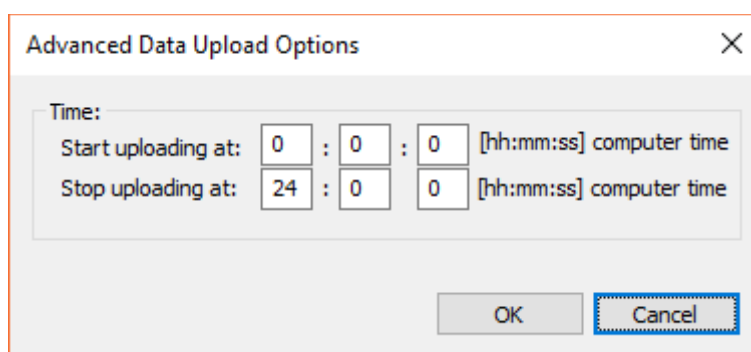 Advanced Data Upload Options
Time:
Start uploading at: 0 : 0 : 0 [hh:mm:ss] computer time
Stop uploading at: 24 : 0 0 [hh:mm:ss] computer time
OK Cancel